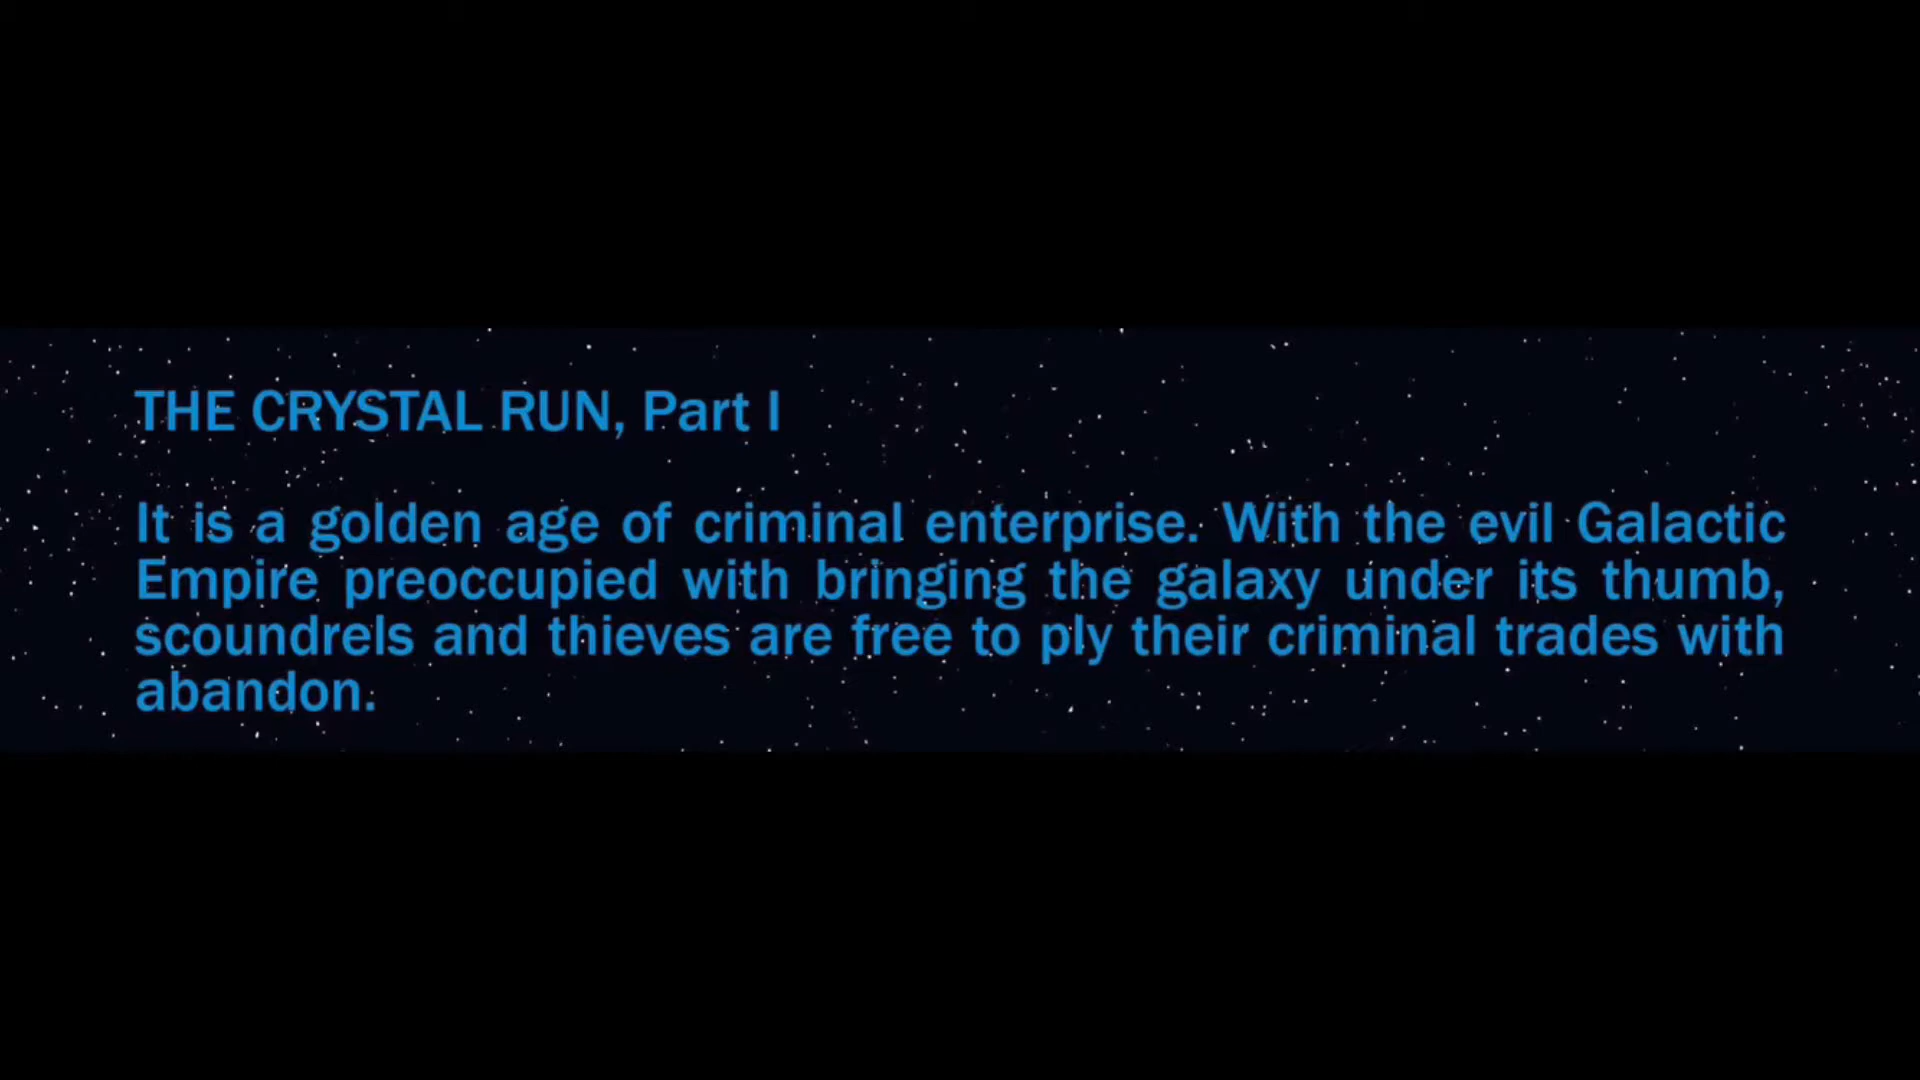 THE CRYSTAL RUN, Part I
It is a golden age of criminal enterprise. With the evil Galactic
Empire preoccupied with bringing the galaxy under its thumb,
scoundrels and thieves are free to ply their criminal trades with
abandon.